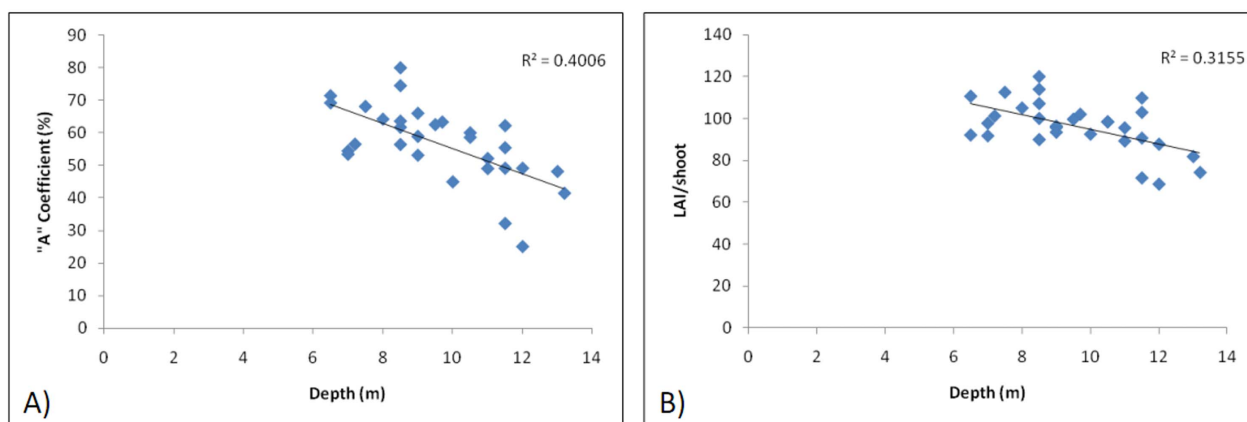 90
80
70
60
50
40
30
20
10
0
"A" Coefficient (%)
R² = 0.4006
0 2 4 6 8 10 12 14
Depth (m)
A)
140
120
100
80
60
40
20
0
LAI/shoot
R² = 0.3155
0 2 4 6 8 10 12 14
Depth (m)
B)